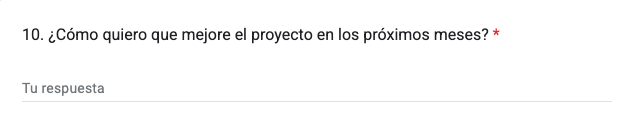 10. ¿Cómo quiero que mejore el proyecto en los próximos meses? *
Tu respuesta